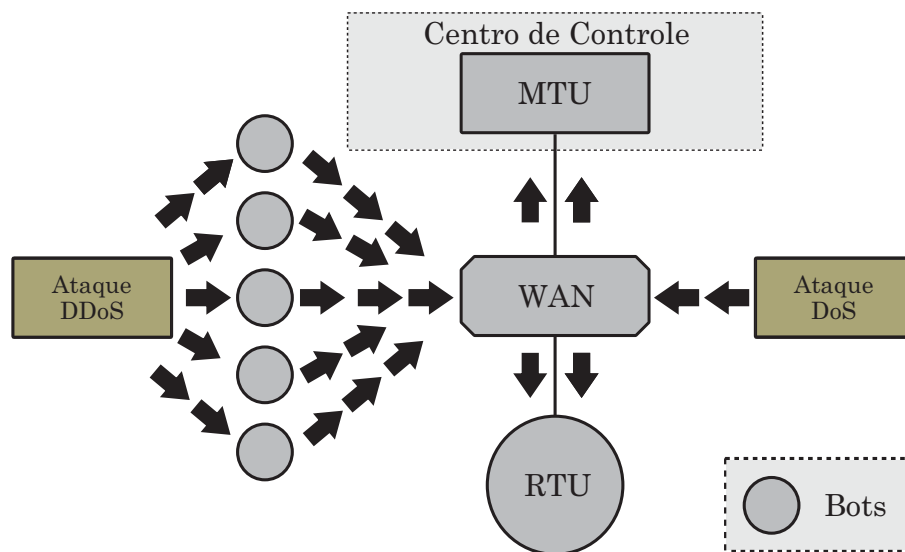 Centro de Controle
MTU
Ataque
DDoS
WAN
Ataque
DoS
RTU
Bots